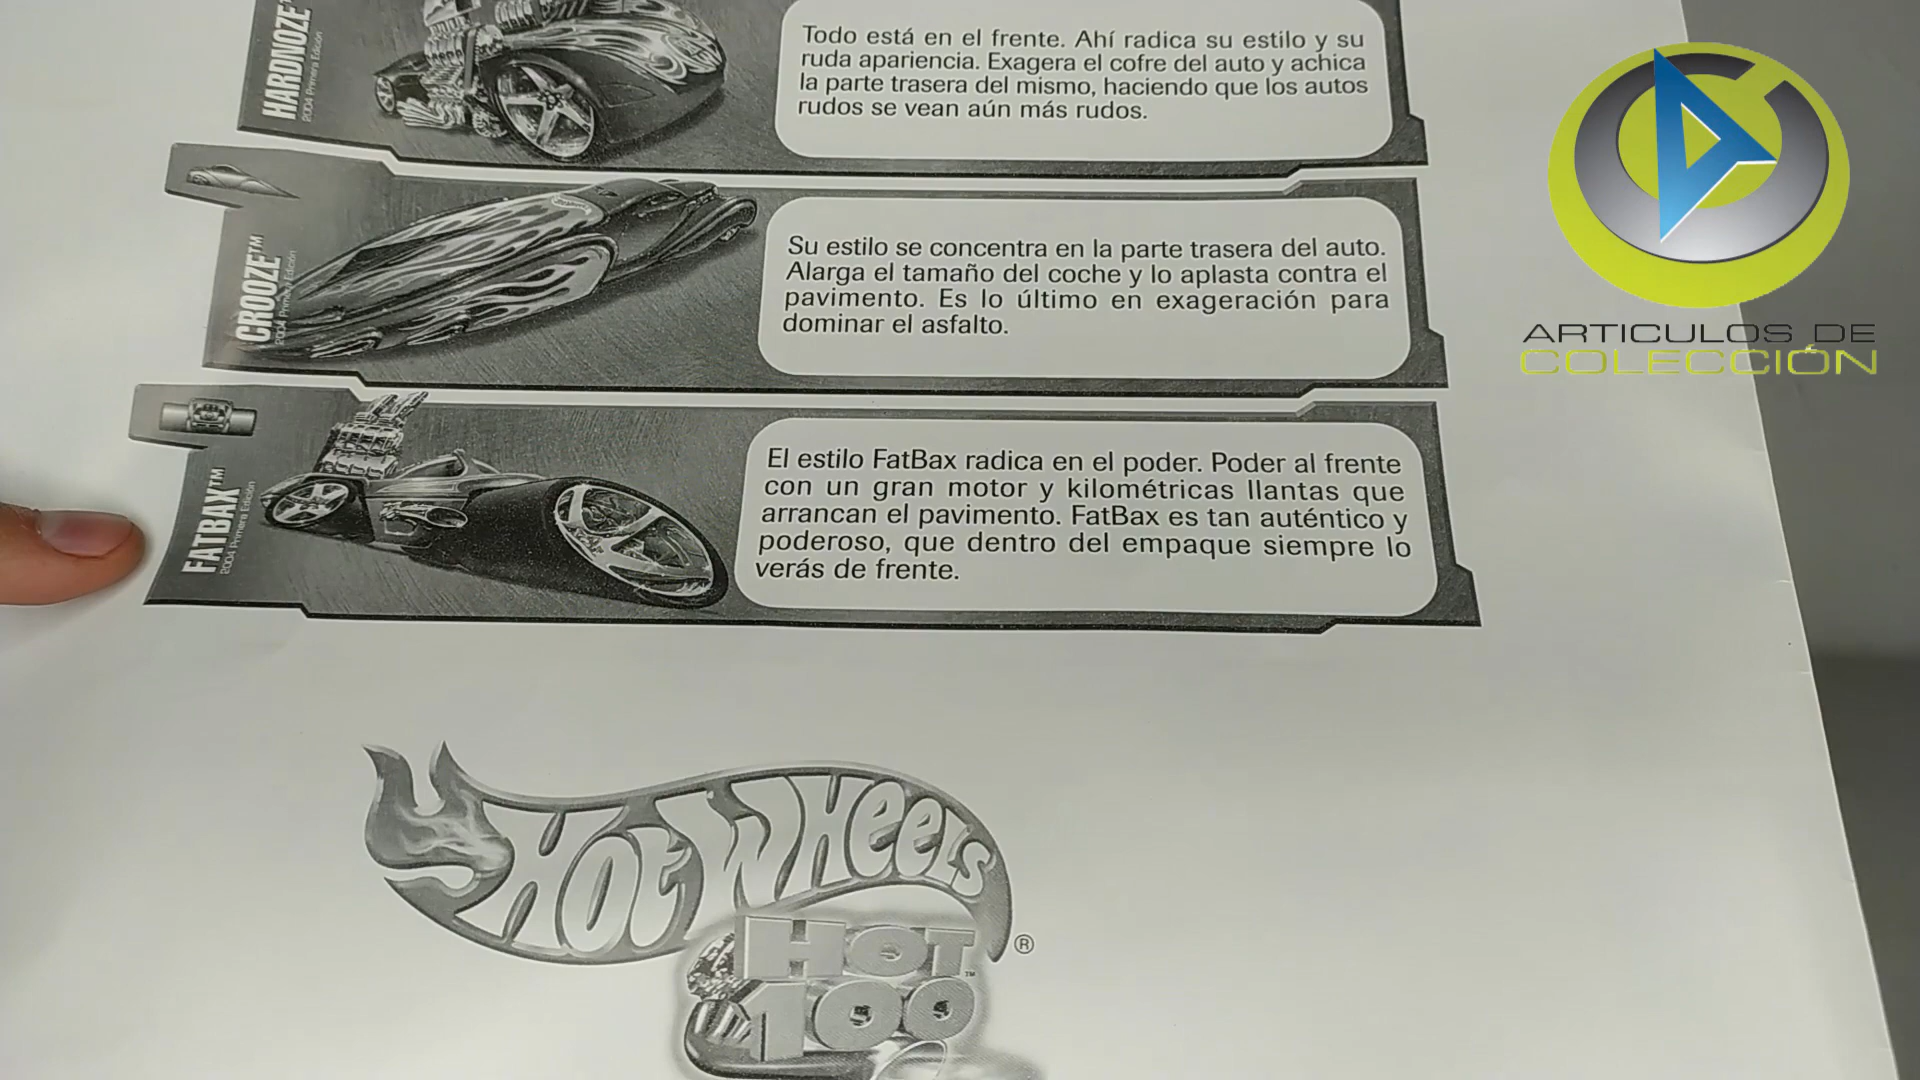 HARDNOZE™
2004 Primera Edición
Todo está en el frente. Ahí radica su estilo y su
ruda apariencia. Exagera el cofre del auto y achica
la parte trasera del mismo, haciendo que los autos
rudos se vean aún más rudos.
CROOZE™
2004 Primera Edición
Su estilo se concentra en la parte trasera del auto.
Alarga el tamaño del coche y lo aplasta contra el
pavimento. Es lo último en exageración para
dominar el asfalto.
FATBAX™
2004 Primera Edición
El estilo FatBax radica en el poder. Poder al frente
con un gran motor y kilométricas llantas que
arrancan el pavimento. FatBax es tan auténtico y
poderoso, que dentro del empaque siempre lo
verás de frente.
HOT WHEELS ®
HOT ™
100
ARTICULOS DE
COLECCIÓN